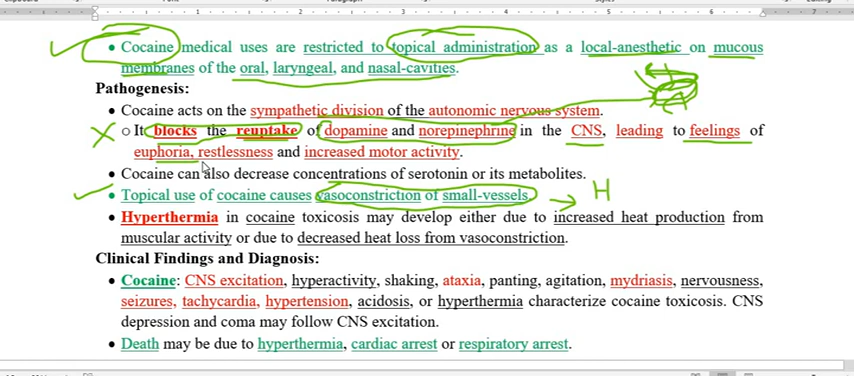 • Cocaine medical uses are restricted to topical administration as a local-anesthetic on mucous
membranes of the oral, laryngeal, and nasal-cavities.
Pathogenesis:
• Cocaine acts on the sympathetic division of the autonomic nervous system.
o It blocks the reuptake of dopamine and norepinephrine in the CNS, leading to feelings of
euphoria, restlessness and increased motor activity.
• Cocaine can also decrease concentrations of serotonin or its metabolites.
• Topical use of cocaine causes vasoconstriction of small-vessels. → H
• Hyperthermia in cocaine toxicosis may develop either due to increased heat production from
muscular activity or due to decreased heat loss from vasoconstriction.
Clinical Findings and Diagnosis:
• Cocaine: CNS excitation, hyperactivity, shaking, ataxia, panting, agitation, mydriasis, nervousness,
seizures, tachycardia, hypertension, acidosis, or hyperthermia characterize cocaine toxicosis. CNS
depression and coma may follow CNS excitation.
• Death may be due to hyperthermia, cardiac arrest or respiratory arrest.